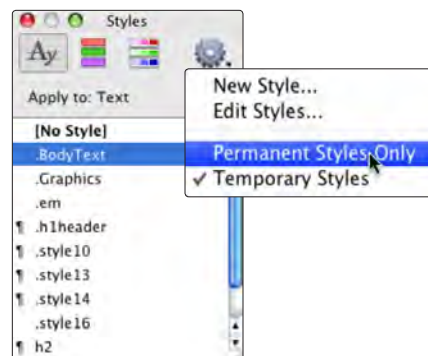 Styles
Ay
Apply to: Text
[No Style]
.BodyText
.Graphics
.em
¶ .h1header
¶ .style10
¶ .style13
¶ .style14
.style16
¶ h2
New Style...
Edit Styles...
Permanent Styles Only
✓ Temporary Styles